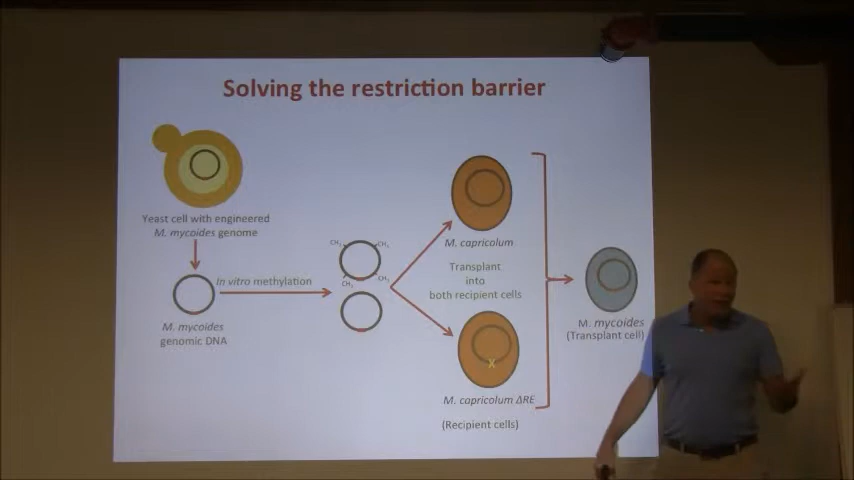 Solving the restriction barrier
Yeast cell with engineered
M. mycoides genome
In vitro methylation
M. mycoides
genomic DNA
CH3
CH3
CH3
CH3
M. capricolum
Transplant
into
both recipient cells
M. capricolum ΔRE
(Recipient cells)
X
M. mycoides
(Transplant cell)